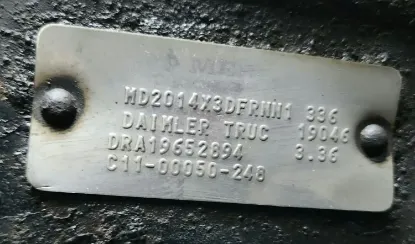 MD2014X3DFRNN1 336
DAIMLER TRUC 19046
DRA19652894 3.36
C11-00050-248